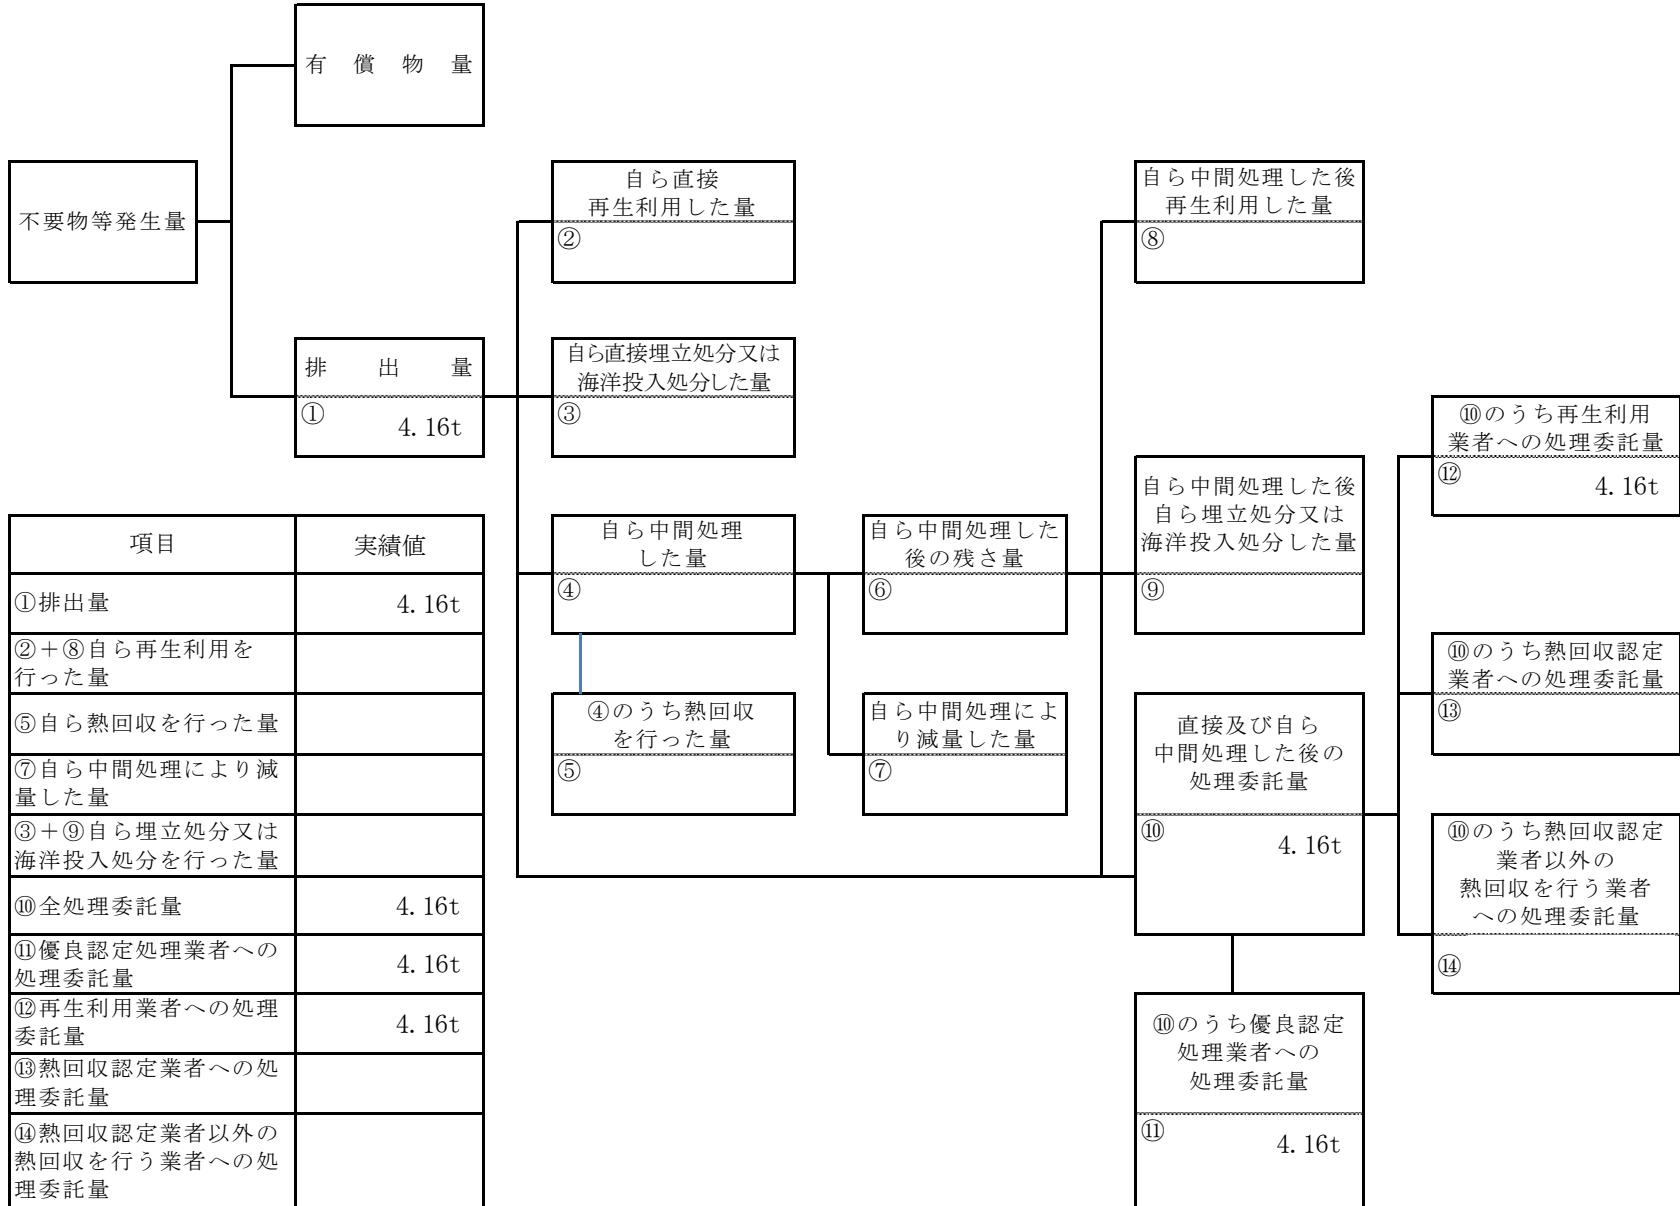 有償物量
不要物等発生量
自ら直接
再生利用した量
②
自ら中間処理した後
再生利用した量
⑧
排出量
①
4.16t
自ら直接埋立処分又は
海洋投入処分した量
③
⑩のうち再生利用
業者への処理委託量
⑫
4.16t
自ら中間処理した後
自ら埋立処分又は
海洋投入処分した量
⑨
自ら中間処理
した量
④
自ら中間処理した
後の残さ量
⑥
⑩のうち熱回収認定
業者への処理委託量
⑬
④のうち熱回収
を行った量
⑤
自ら中間処理によ
り減量した量
⑦
直接及び自ら
中間処理した後の
処理委託量
⑩
4.16t
⑩のうち熱回収認定
業者以外の
熱回収を行う業者
への処理委託量
⑭
⑩のうち優良認定
処理業者への
処理委託量
⑪
4.16t
項目 実績値
①排出量 4.16t
②+⑧自ら再生利用を
行った量
⑤自ら熱回収を行った量
⑦自ら中間処理により減
量した量
③+⑨自ら埋立処分又は
海洋投入処分を行った量
⑩全処理委託量 4.16t
⑪優良認定処理業者への
処理委託量 4.16t
⑫再生利用業者への処理
委託量 4.16t
⑬熱回収認定業者への処
理委託量
⑭熱回収認定業者以外の
熱回収を行う業者への処
理委託量